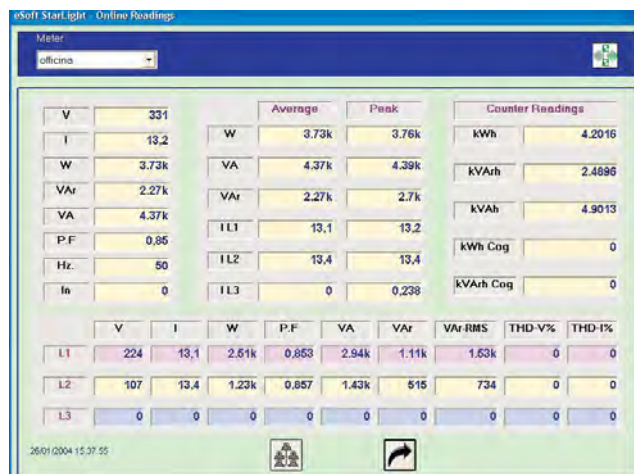 eSoft StarLight - Online Readings
Meter
officina
V 331
I 13,2
W 3.73k
VAr 2.27k
VA 4.37k
P.F 0,85
Hz. 50
In 0
Average Peak
W 3.73k 3.76k
VA 4.37k 4.39k
VAr 2.27k 2.7k
I L1 13,1 13,2
I L2 13,4 13,4
I L3 0 0,238
Counter Readings
kWh 4.2016
kVArh 2.4896
kVAh 4.9013
kWh Cog 0
kVArh Cog 0
V I W P.F VA VAr VAr-RMS THD-V% THD-I%
L1 224 13,1 2.51k 0,853 2.94k 1.11k 1.53k 0 0
L2 107 13,4 1.23k 0,857 1.43k 515 734 0 0
L3 0 0 0 0 0 0 0 0 0
26/01/2004 15.37.55